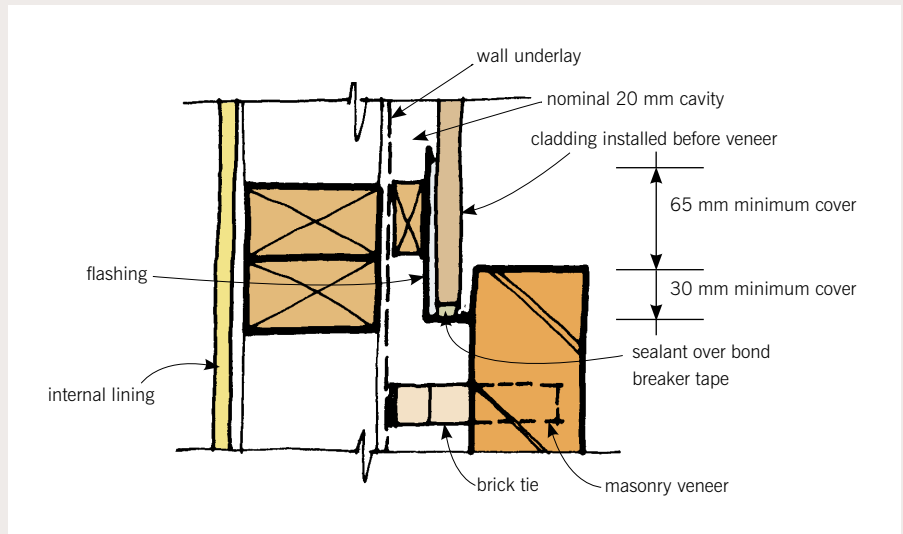 wall underlay
nominal 20 mm cavity
cladding installed before veneer
65 mm minimum cover
flashing
30 mm minimum cover
sealant over bond
breaker tape
internal lining
brick tie
masonry veneer